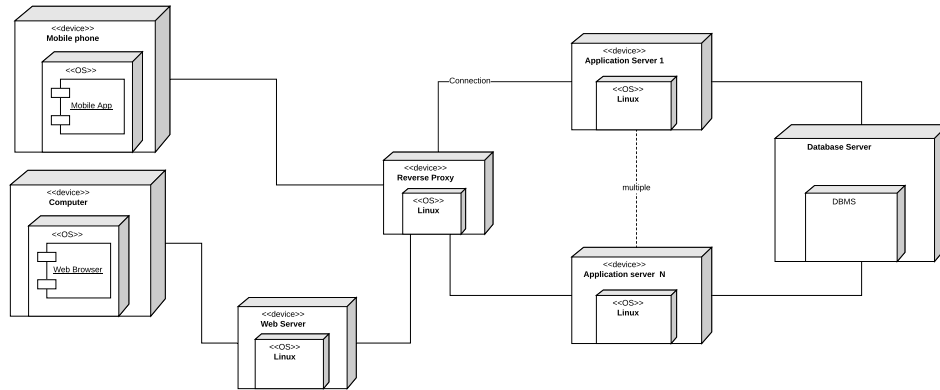 <<device>>
Mobile phone
<<OS>>
Mobile App
<<device>>
Computer
<<OS>>
Web Browser
<<device>>
Web Server
<<OS>>
Linux
<<device>>
Reverse Proxy
<<OS>>
Linux
Connection
<<device>>
Application Server 1
<<OS>>
Linux
multiple
<<device>>
Application server N
<<OS>>
Linux
Database Server
DBMS